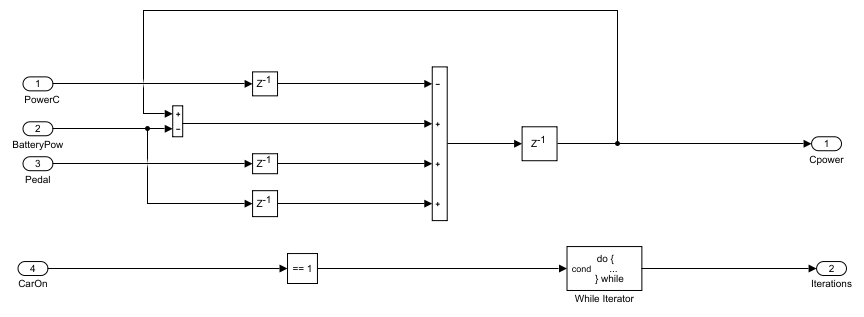 1
PowerC
Z-1
−
+
−
+
2
BatteryPow
Z-1
1
Cpower
3
Pedal
Z-1
+
Z-1
+
4
CarOn
== 1
do {
cond ...
} while
While Iterator
2
Iterations